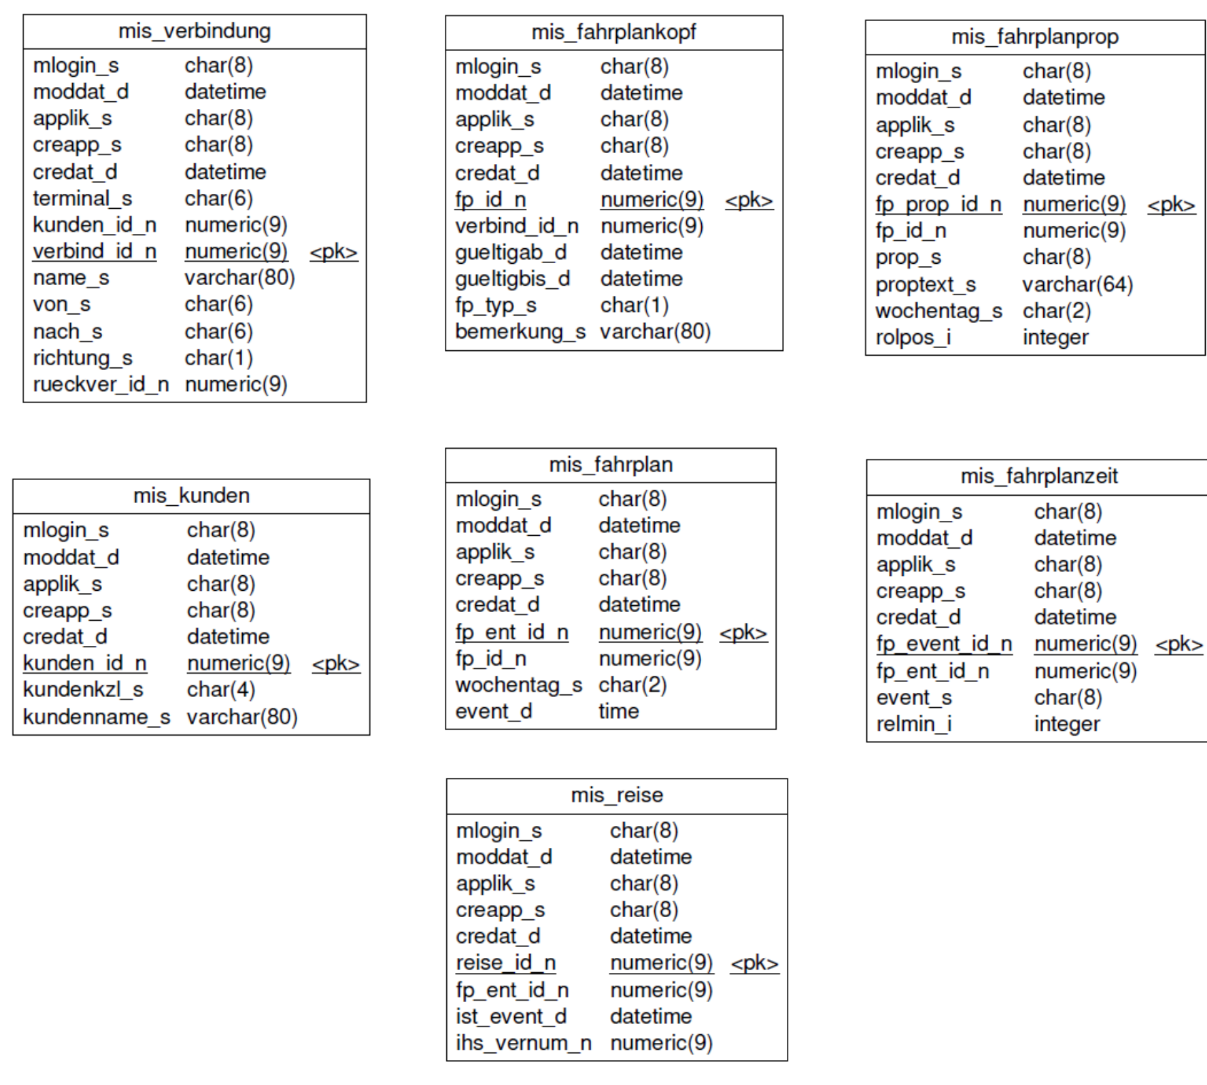 mis_verbindung
mlogin_s char(8)
moddat_d datetime
applik_s char(8)
creapp_s char(8)
credat_d datetime
terminal_s char(6)
kunden_id_n numeric(9)
verbind_id_n numeric(9) <pk>
name_s varchar(80)
von_s char(6)
nach_s char(6)
richtung_s char(1)
rueckver_id_n numeric(9)
mis_fahrplankopf
mlogin_s char(8)
moddat_d datetime
applik_s char(8)
creapp_s char(8)
credat_d datetime
fp_id_n numeric(9) <pk>
verbind_id_n numeric(9)
gueltigab_d datetime
gueltigbis_d datetime
fp_typ_s char(1)
bemerkung_s varchar(80)
mis_fahrplanprop
mlogin_s char(8)
moddat_d datetime
applik_s char(8)
creapp_s char(8)
credat_d datetime
fp_prop_id_n numeric(9) <pk>
fp_id_n numeric(9)
prop_s char(8)
proptext_s varchar(64)
wochentag_s char(2)
rolpos_i integer
mis_kunden
mlogin_s char(8)
moddat_d datetime
applik_s char(8)
creapp_s char(8)
credat_d datetime
kunden_id_n numeric(9) <pk>
kundenkzl_s char(4)
kundenname_s varchar(80)
mis_fahrplan
mlogin_s char(8)
moddat_d datetime
applik_s char(8)
creapp_s char(8)
credat_d datetime
fp_ent_id_n numeric(9) <pk>
fp_id_n numeric(9)
wochentag_s char(2)
event_d time
mis_fahrplanzeit
mlogin_s char(8)
moddat_d datetime
applik_s char(8)
creapp_s char(8)
credat_d datetime
fp_event_id_n numeric(9) <pk>
fp_ent_id_n numeric(9)
event_s char(8)
relmin_i integer
mis_reise
mlogin_s char(8)
moddat_d datetime
applik_s char(8)
creapp_s char(8)
credat_d datetime
reise_id_n numeric(9) <pk>
fp_ent_id_n numeric(9)
ist_event_d datetime
ihs_vernum_n numeric(9)